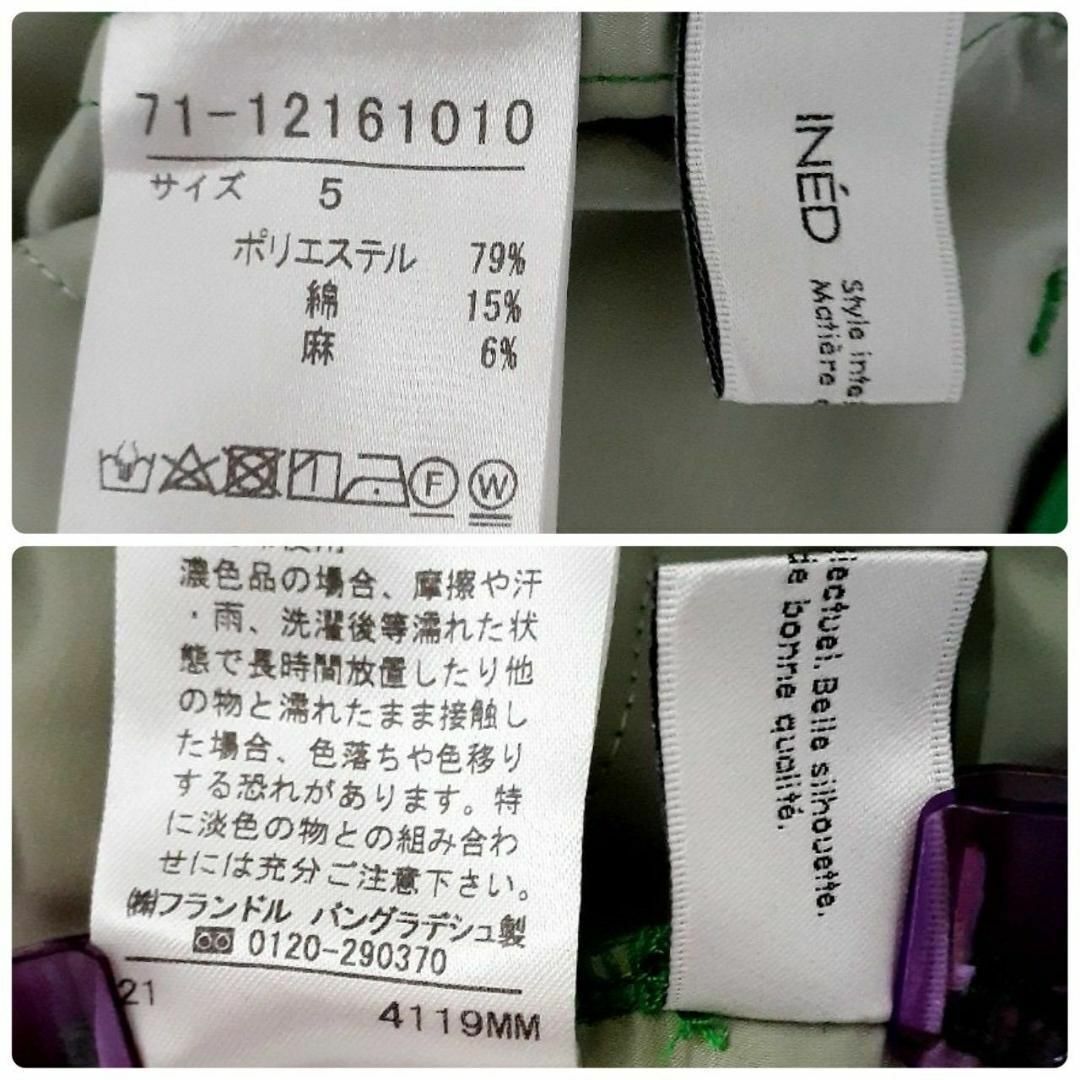 71-12161010
サイズ 5
ポリエステル 79%
綿 15%
麻 6%
F W
INÉD
Style inte
Matière
濃色品の場合、摩擦や汗
・雨、洗濯後等濡れた状
態で長時間放置したり他
の物と濡れたまま接触し
た場合、色落ちや色移り
する恐れがあります。特
に淡色の物との組み合わ
せには充分ご注意下さい。
㈱フランドル バングラデシュ製
0120-290370
21
4119MM
llectuel. Belle silhouette.
de bonne qualité.